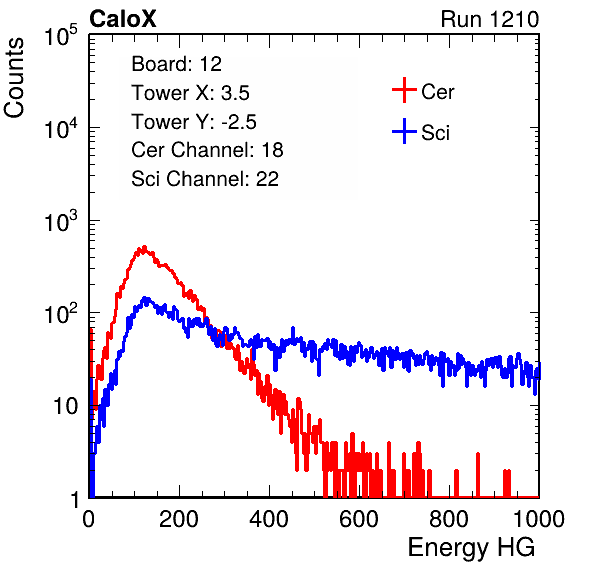 CaloX Run 1210
Counts
10^5
10^4
10^3
10^2
10
1
Board: 12
Tower X: 3.5
Tower Y: -2.5
Cer Channel: 18
Sci Channel: 22
Cer
Sci
0 200 400 600 800 1000
Energy HG